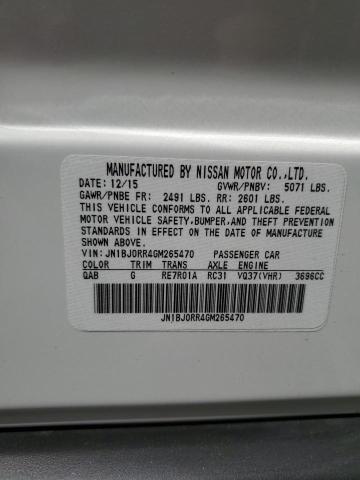 MANUFACTURED BY NISSAN MOTOR CO.,LTD.
DATE: 12/15 GVWR/PNBV: 5071 LBS.
GAWR/PNBE FR: 2491 LBS. RR: 2601 LBS.
THIS VEHICLE CONFORMS TO ALL APPLICABLE FEDERAL
MOTOR VEHICLE SAFETY,BUMPER,AND THEFT PREVENTION
STANDARDS IN EFFECT ON THE DATE OF MANUFACTURE
SHOWN ABOVE.
VIN: JN1BJ0RR4GM265470 PASSENGER CAR
COLOR TRIM TRANS AXLE ENGINE
QAB G RE7R01A RC31 VQ37(VHR) 3696CC
JN1BJ0RR4GM265470